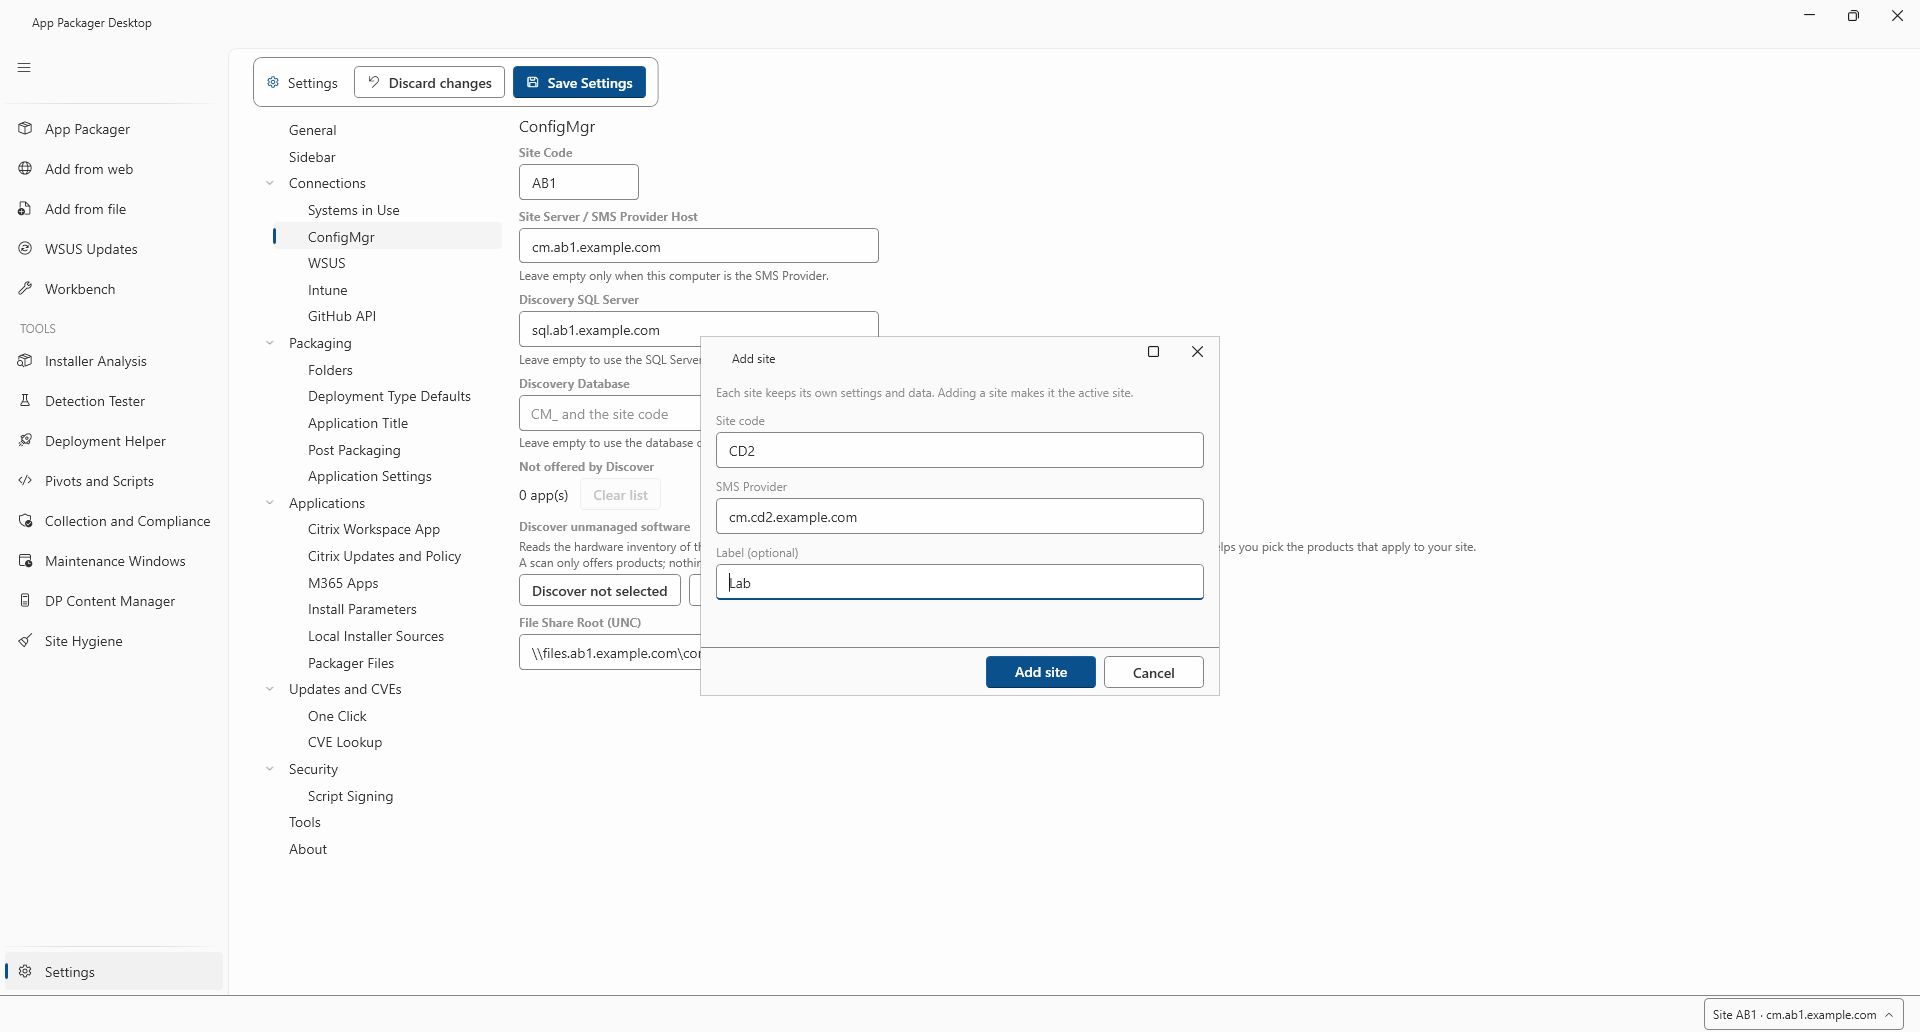 App Packager Desktop
Settings
Discard changes
Save Settings
App Packager
Add from web
Add from file
WSUS Updates
Workbench
TOOLS
Installer Analysis
Detection Tester
Deployment Helper
Pivots and Scripts
Collection and Compliance
Maintenance Windows
DP Content Manager
Site Hygiene
Settings
General
Sidebar
Connections
Systems in Use
ConfigMgr
WSUS
Intune
GitHub API
Packaging
Folders
Deployment Type Defaults
Application Title
Post Packaging
Application Settings
Applications
Citrix Workspace App
Citrix Updates and Policy
M365 Apps
Install Parameters
Local Installer Sources
Packager Files
Updates and CVEs
One Click
CVE Lookup
Security
Script Signing
Tools
About
ConfigMgr
Site Code
AB1
Site Server / SMS Provider Host
cm.ab1.example.com
Leave empty only when this computer is the SMS Provider.
Discovery SQL Server
sql.ab1.example.com
Leave empty to use the SQL Server
Discovery Database
CM_ and the site code
Leave empty to use the database
Not offered by Discover
0 app(s)
Clear list
Discover unmanaged software
Reads the hardware inventory of
you pick the products that apply to your site.
A scan only offers products;
Discover not selected
File Share Root (UNC)
\\files.ab1.example.com\
Add site
Each site keeps its own settings and data. Adding a site makes it the active site.
Site code
CD2
SMS Provider
cm.cd2.example.com
Label (optional)
Lab
Add site
Cancel
Site AB1 · cm.ab1.example.com